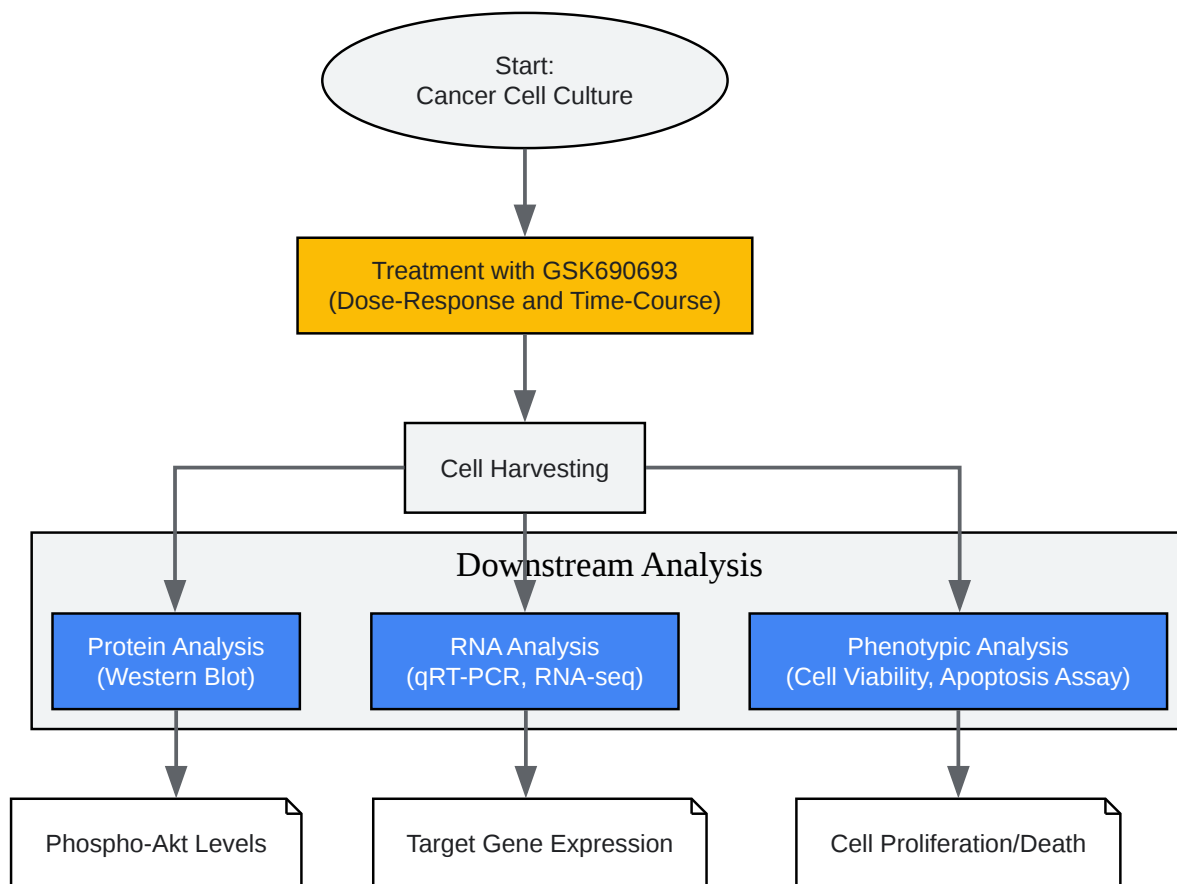 Start:
Cancer Cell Culture
Treatment with GSK690693
(Dose-Response and Time-Course)
Cell Harvesting
Downstream Analysis
Protein Analysis
(Western Blot)
RNA Analysis
(qRT-PCR, RNA-seq)
Phenotypic Analysis
(Cell Viability, Apoptosis Assay)
Phospho-Akt Levels
Target Gene Expression
Cell Proliferation/Death